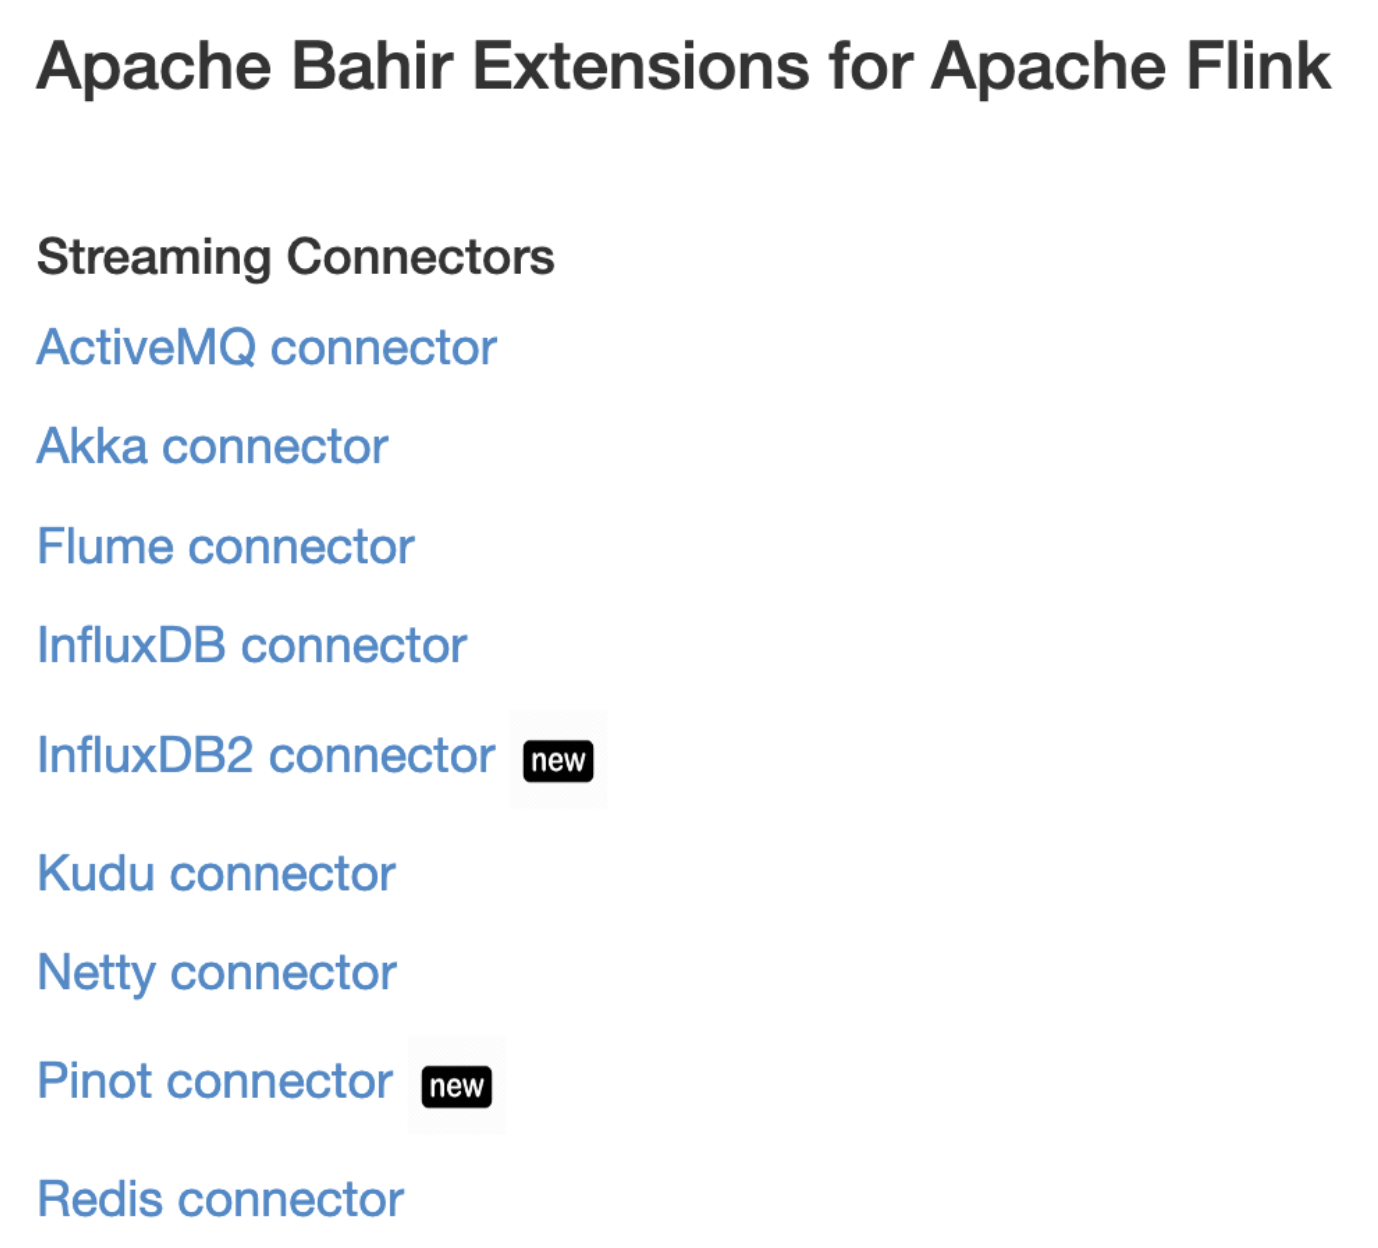 Apache Bahir Extensions for Apache Flink
Streaming Connectors
ActiveMQ connector
Akka connector
Flume connector
InfluxDB connector
InfluxDB2 connector new
Kudu connector
Netty connector
Pinot connector new
Redis connector